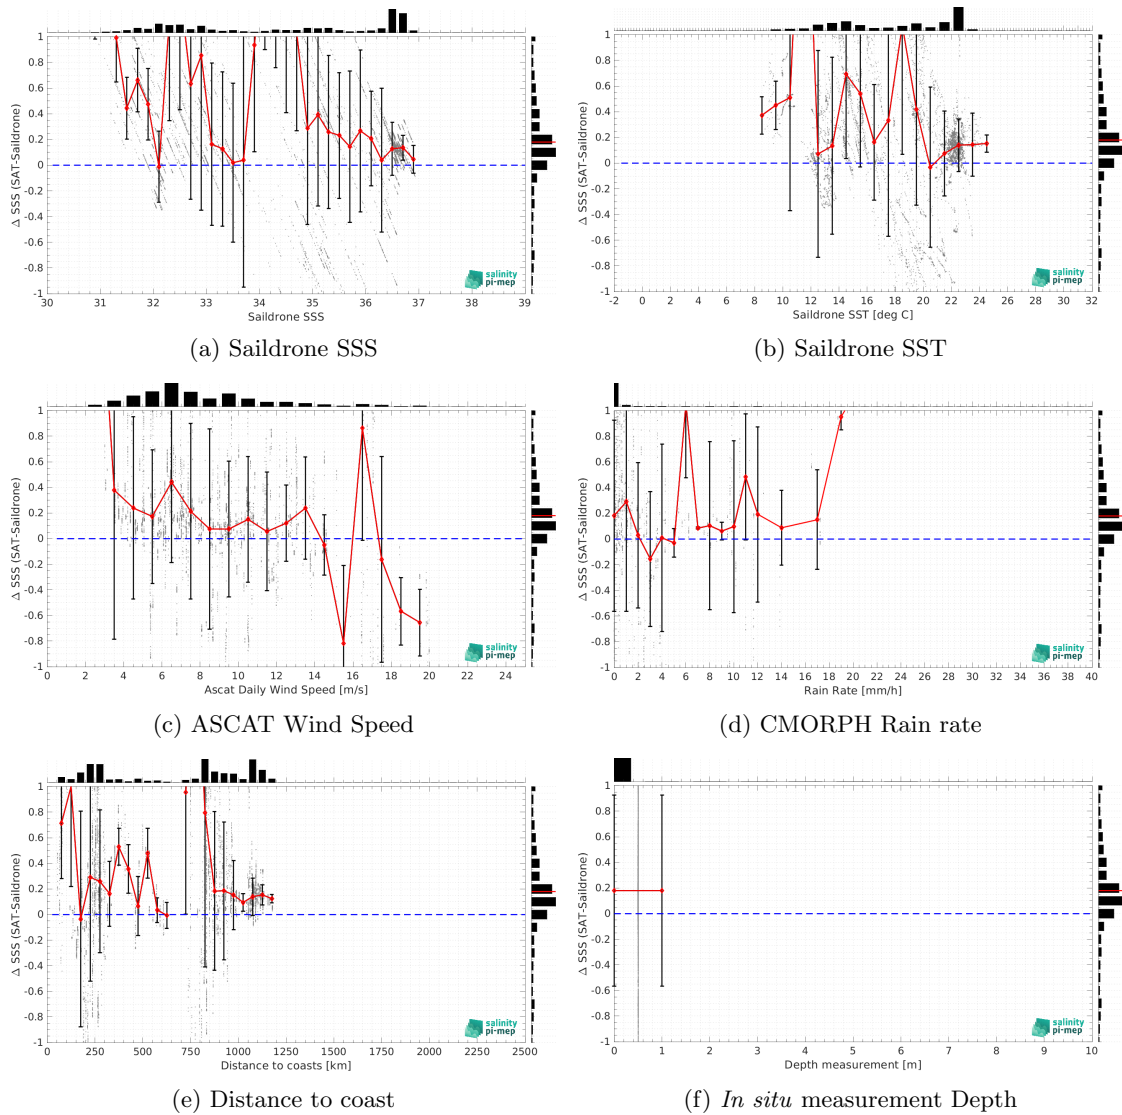 Δ SSS (SAT-Saildrone)
1
0.8
0.6
0.4
0.2
0
-0.2
-0.4
-0.6
-0.8
-1
30 31 32 33 34 35 36 37 38 39
Saildrone SSS
salinity
pi-mep
(a) Saildrone SSS
Δ SSS (SAT-Saildrone)
1
0.8
0.6
0.4
0.2
0
-0.2
-0.4
-0.6
-0.8
-1
-2 0 2 4 6 8 10 12 14 16 18 20 22 24 26 28 30 32
Saildrone SST [deg C]
salinity
pi-mep
(b) Saildrone SST
Δ SSS (SAT-Saildrone)
1
0.8
0.6
0.4
0.2
0
-0.2
-0.4
-0.6
-0.8
-1
0 2 4 6 8 10 12 14 16 18 20 22 24
Ascat Daily Wind Speed [m/s]
salinity
pi-mep
(c) ASCAT Wind Speed
Δ SSS (SAT-Saildrone)
1
0.8
0.6
0.4
0.2
0
-0.2
-0.4
-0.6
-0.8
-1
0 2 4 6 8 10 12 14 16 18 20 22 24 26 28 30 32 34 36 38 40
Rain Rate [mm/h]
salinity
pi-mep
(d) CMORPH Rain rate
Δ SSS (SAT-Saildrone)
1
0.8
0.6
0.4
0.2
0
-0.2
-0.4
-0.6
-0.8
-1
0 250 500 750 1000 1250 1500 1750 2000 2250 2500
Distance to coasts [km]
salinity
pi-mep
(e) Distance to coast
Δ SSS (SAT-Saildrone)
1
0.8
0.6
0.4
0.2
0
-0.2
-0.4
-0.6
-0.8
-1
0 1 2 3 4 5 6 7 8 9 10
Depth measurement [m]
salinity
pi-mep
(f) In situ measurement Depth